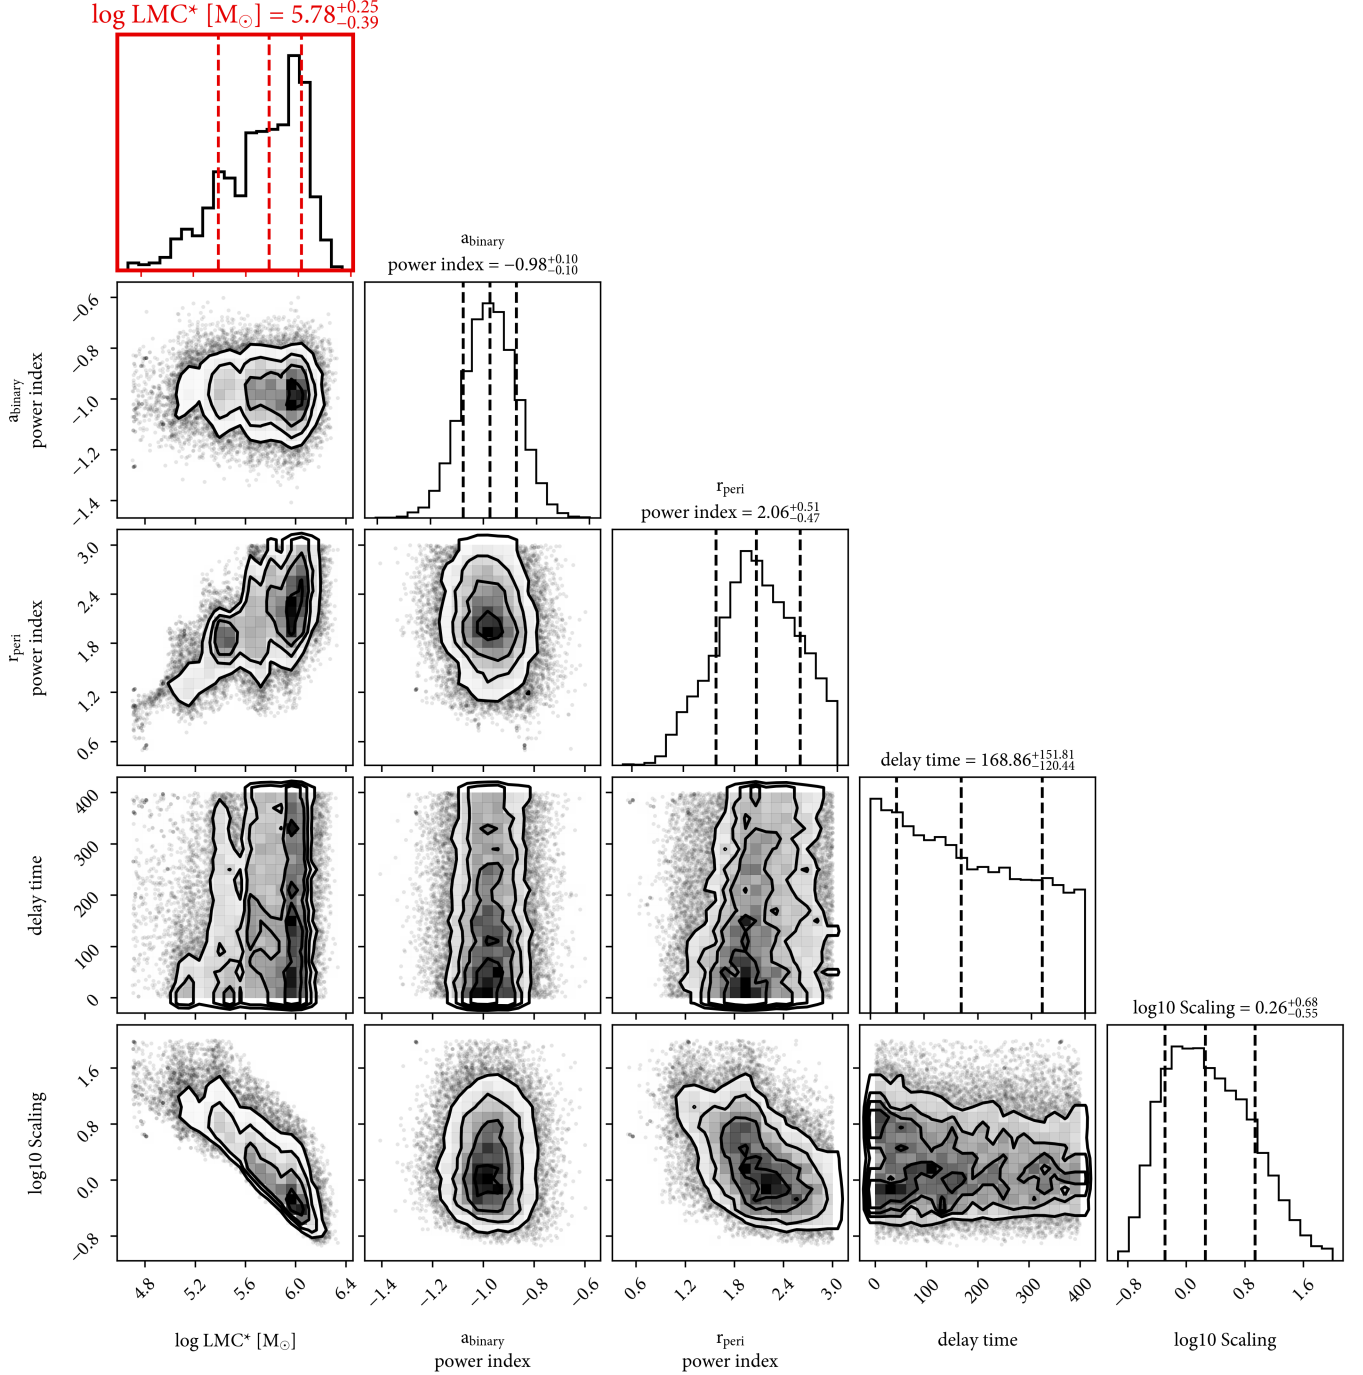 log LMC* [M☉] = 5.78+0.25−0.39
a binary
power index = −0.98+0.10−0.10
−0.6
−0.8
−1.0
−1.2
−1.4
a binary
power index
r peri
power index = 2.06+0.51−0.47
3.0
2.4
1.8
1.2
0.6
r peri
power index
delay time = 168.86+151.81−120.44
400
300
200
100
0
delay time
log10 Scaling = 0.26+0.68−0.55
1.6
0.8
0.0
−0.8
log10 Scaling
4.8 5.2 5.6 6.0 6.4 −1.4 −1.2 −1.0 −0.8 −0.6 0.6 1.2 1.8 2.4 3.0 0 100 200 300 400 −0.8 0.0 0.8 1.6
log LMC* [M☉] a binary r peri delay time log10 Scaling
power index power index